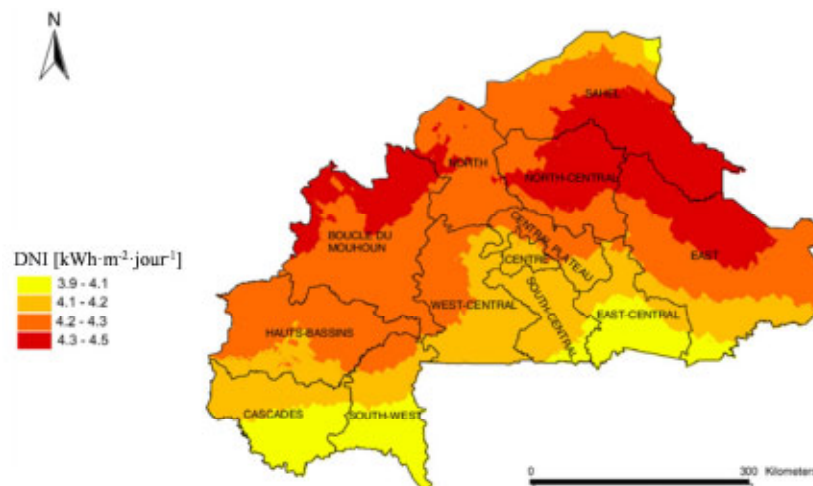 N
SAHEL
NORTH
NORTH-CENTRAL
BOUCLE DU
MOUHOUN
CENTRAL PLATEAU
EAST
CENTRE
WEST-CENTRAL
SOUTH-CENTRAL
EAST-CENTRAL
HAUTS-BASSINS
CASCADES
SOUTH-WEST
DNI [kWh·m⁻²·jour⁻¹]
3.9 - 4.1
4.1 - 4.2
4.2 - 4.3
4.3 - 4.5
0
300 Kilometers